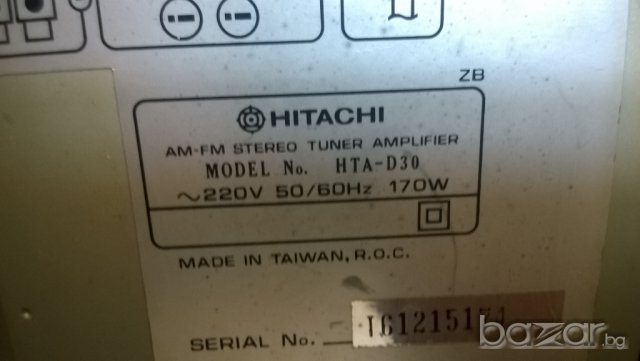 ZB
HITACHI
AM-FM STEREO TUNER AMPLIFIER
MODEL No. HTA-D30
~220V 50/60Hz 170W
MADE IN TAIWAN, R.O.C.
SERIAL No.
bazar.bg